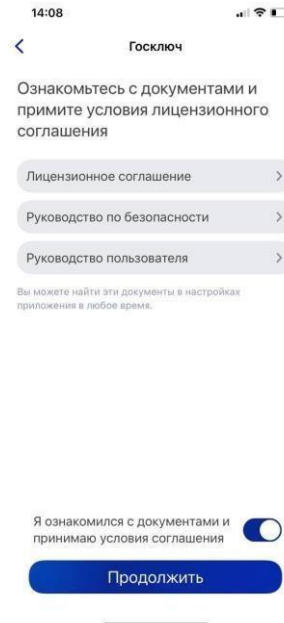 14:08
Госключ
Ознакомьтесь с документами и
примите условия лицензионного
соглашения
Лицензионное соглашение
Руководство по безопасности
Руководство пользователя
Вы можете найти эти документы в настройках
приложения в любое время.
Я ознакомился с документами и
принимаю условия соглашения
Продолжить